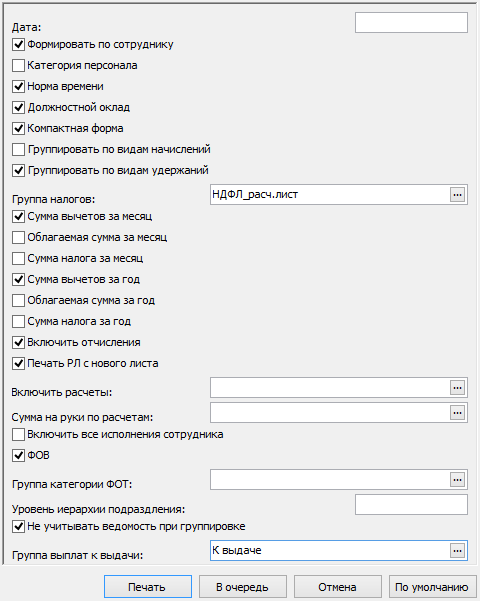 Дата:
Формировать по сотруднику
Категория персонала
Норма времени
Должностной оклад
Компактная форма
Группировать по видам начислений
Группировать по видам удержаний
Группа налогов: НДФЛ_расч.лист ...
Сумма вычетов за месяц
Облагаемая сумма за месяц
Сумма налога за месяц
Сумма вычетов за год
Облагаемая сумма за год
Сумма налога за год
Включить отчисления
Печать РЛ с нового листа
Включить расчеты: ...
Сумма на руки по расчетам: ...
Включить все исполнения сотрудника
ФОВ
Группа категории ФОТ: ...
Уровень иерархии подраздления:
Не учитывать ведомость при группировке
Группа выплат к выдачи: К выдаче ...
Печать В очередь Отмена По умолчанию